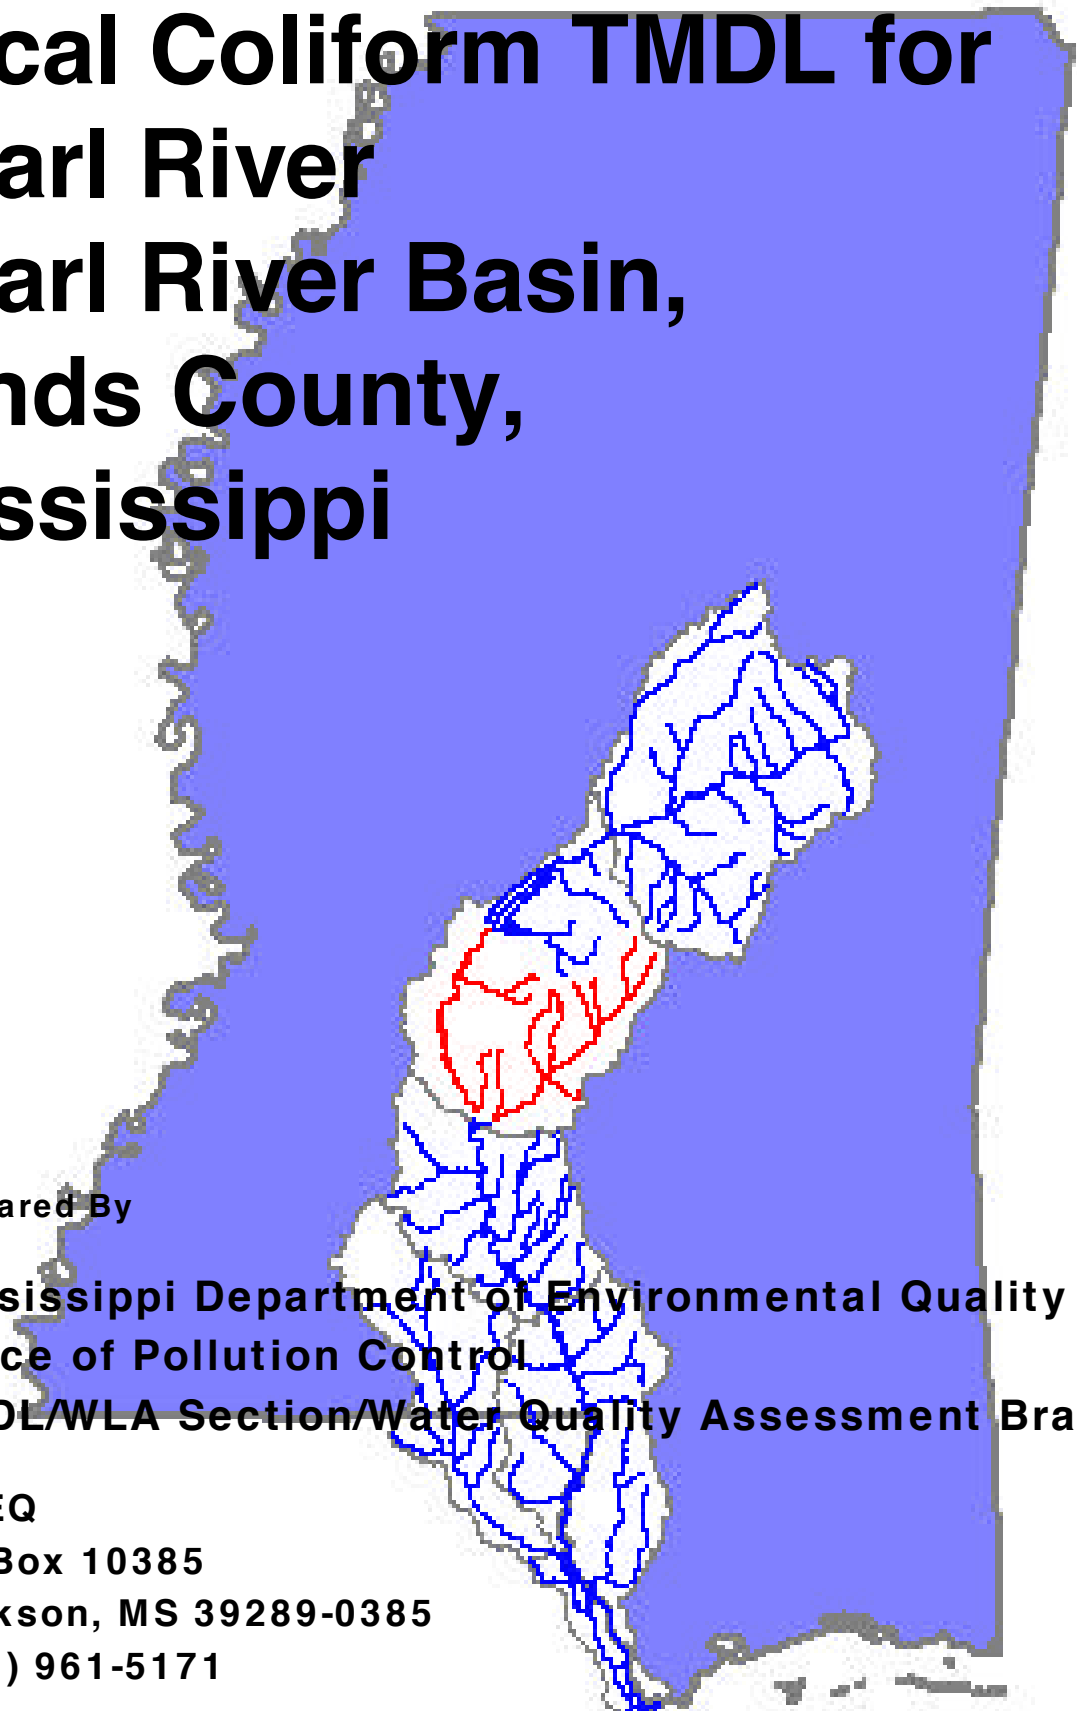 cal Coliform TMDL for
arl River
arl River Basin,
nds County,
ssissippi
ared By
sissippi Department of Environmental Quality
ce of Pollution Control
DL/WLA Section/Water Quality Assessment Bra
EQ
Box 10385
kson, MS 39289-0385
) 961-5171